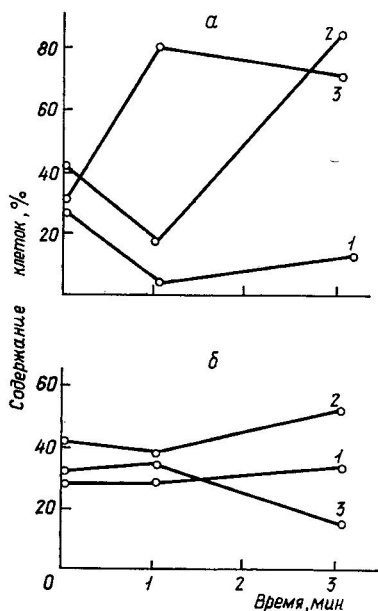 а
80
60
40
20
2
3
1
Содержание клеток, %
б
60
40
20
0
2
1
3
1 2 3
Время, мин